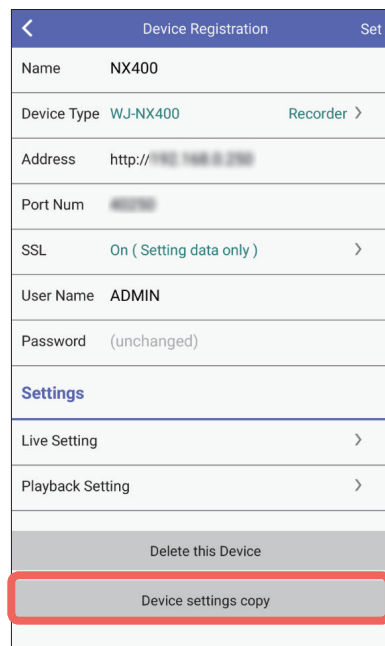 Device Registration Set
Name NX400
Device Type WJ-NX400 Recorder
Address http://
Port Num
SSL On ( Setting data only )
User Name ADMIN
Password (unchanged)
Settings
Live Setting
Playback Setting
Delete this Device
Device settings copy